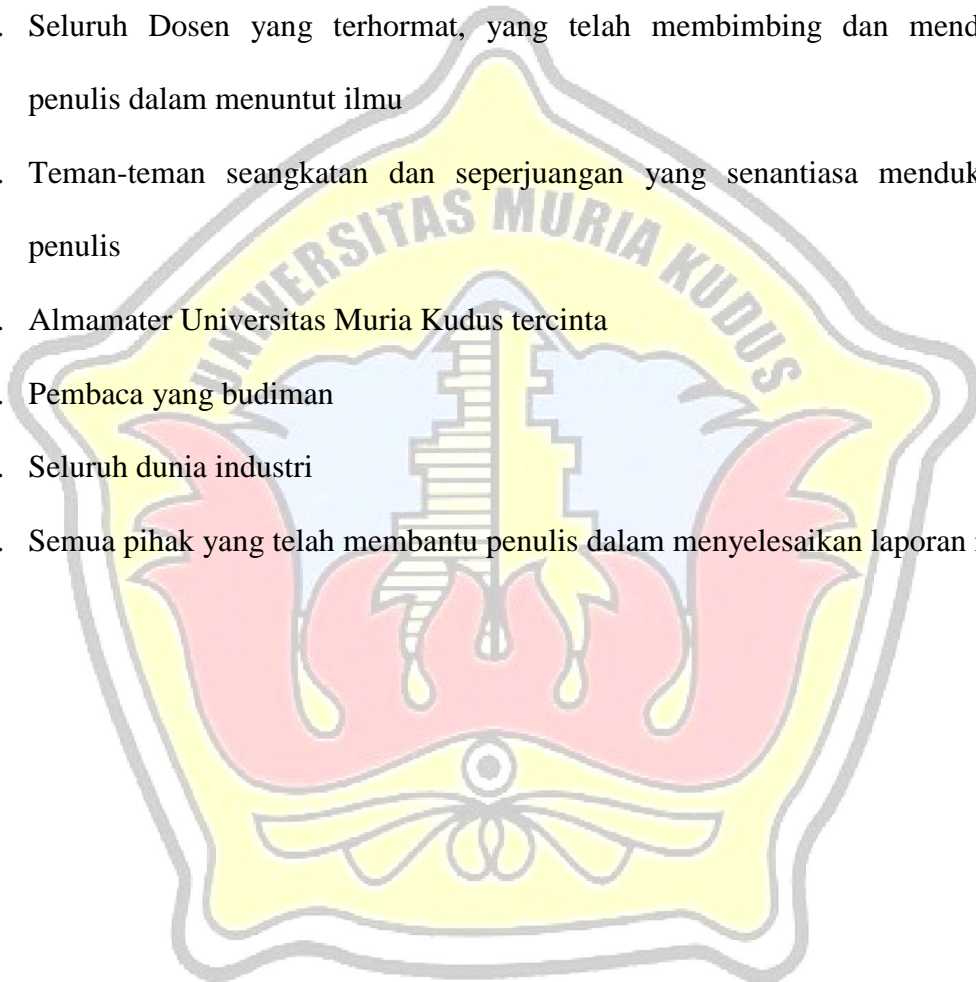 . Seluruh Dosen yang terhormat, yang telah membimbing dan mend
penulis dalam menuntut ilmu
. Teman-teman seangkatan dan seperjuangan yang senantiasa menduk
penulis
UNIVERSITAS MURIA KUDUS
. Almamater Universitas Muria Kudus tercinta
. Pembaca yang budiman
. Seluruh dunia industri
. Semua pihak yang telah membantu penulis dalam menyelesaikan laporan